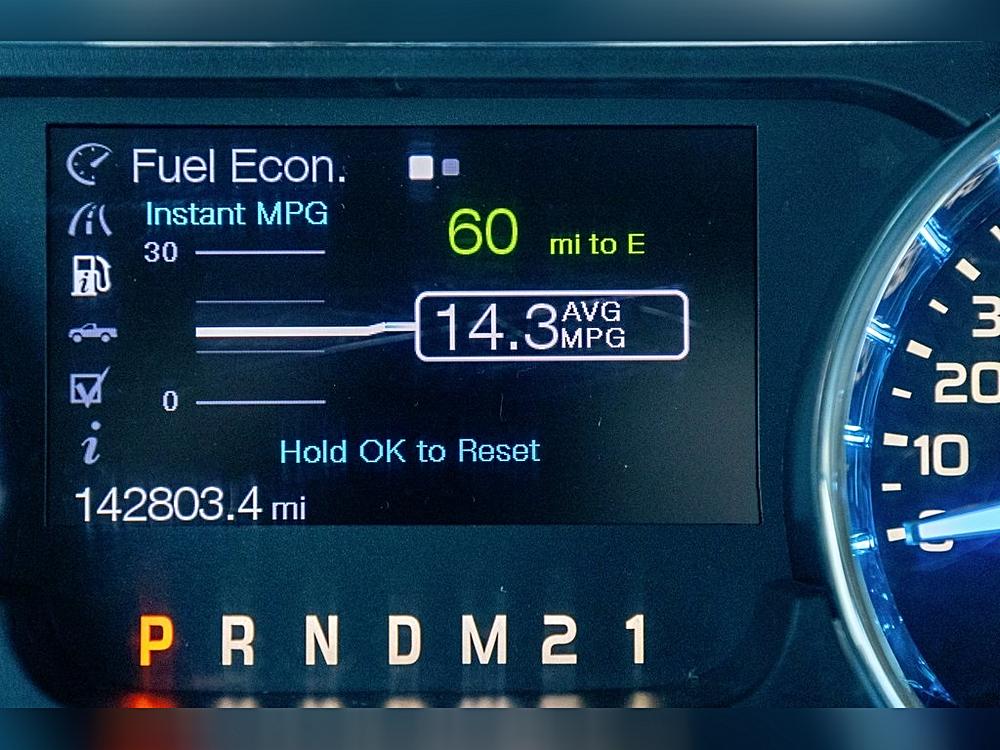 Fuel Econ.
Instant MPG
60 mi to E
30
14.3 AVG MPG
0
Hold OK to Reset
142803.4 mi
P R N D M 2 1
20
10
0